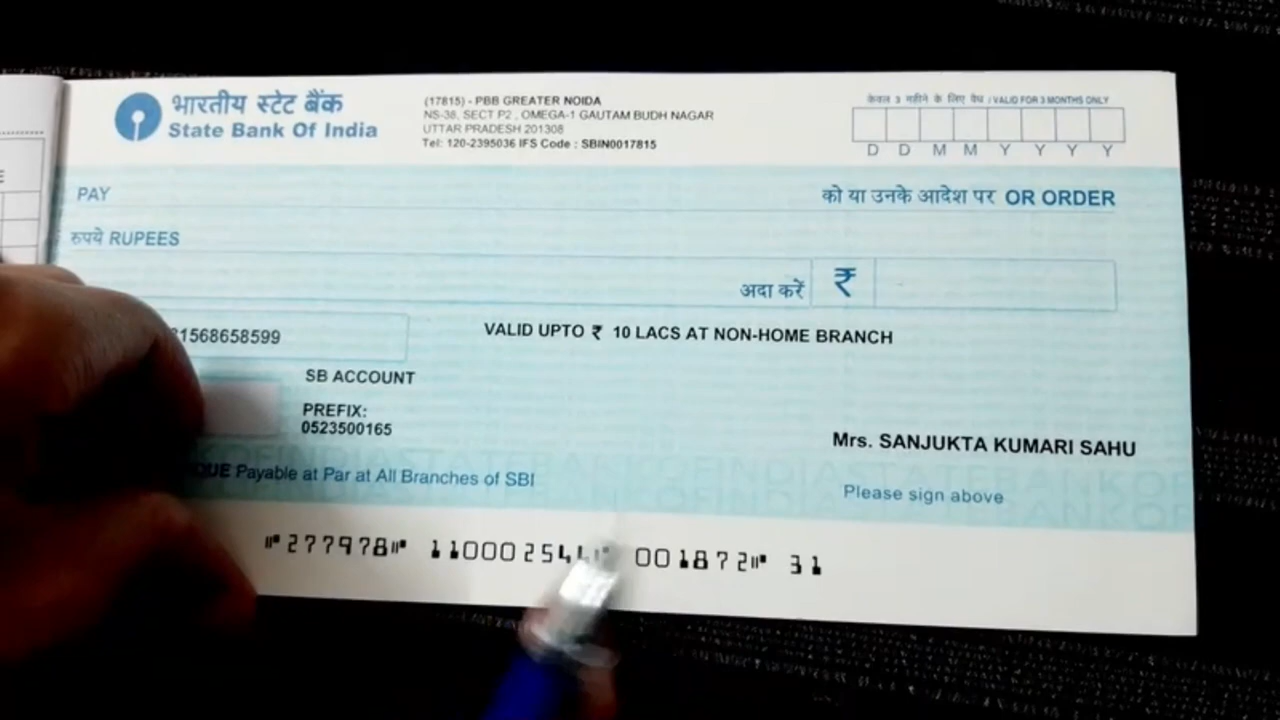 भारतीय स्टेट बैंक
State Bank Of India
(17815) - PBB GREATER NOIDA
NS-38, SECT P2 , OMEGA-1 GAUTAM BUDH NAGAR
UTTAR PRADESH 201308
Tel: 120-2395036 IFS Code : SBIN0017815
केवल 3 महीने के लिए वैध / VALID FOR 3 MONTHS ONLY
D D M M Y Y Y Y
PAY
को या उनके आदेश पर OR ORDER
रुपये RUPEES
अदा करें ₹
1568658599
VALID UPTO ₹ 10 LACS AT NON-HOME BRANCH
SB ACCOUNT
PREFIX:
0523500165
Mrs. SANJUKTA KUMARI SAHU
Payable at Par at All Branches of SBI
Please sign above
⑈277978⑈ 11000254 001872⑈ 31